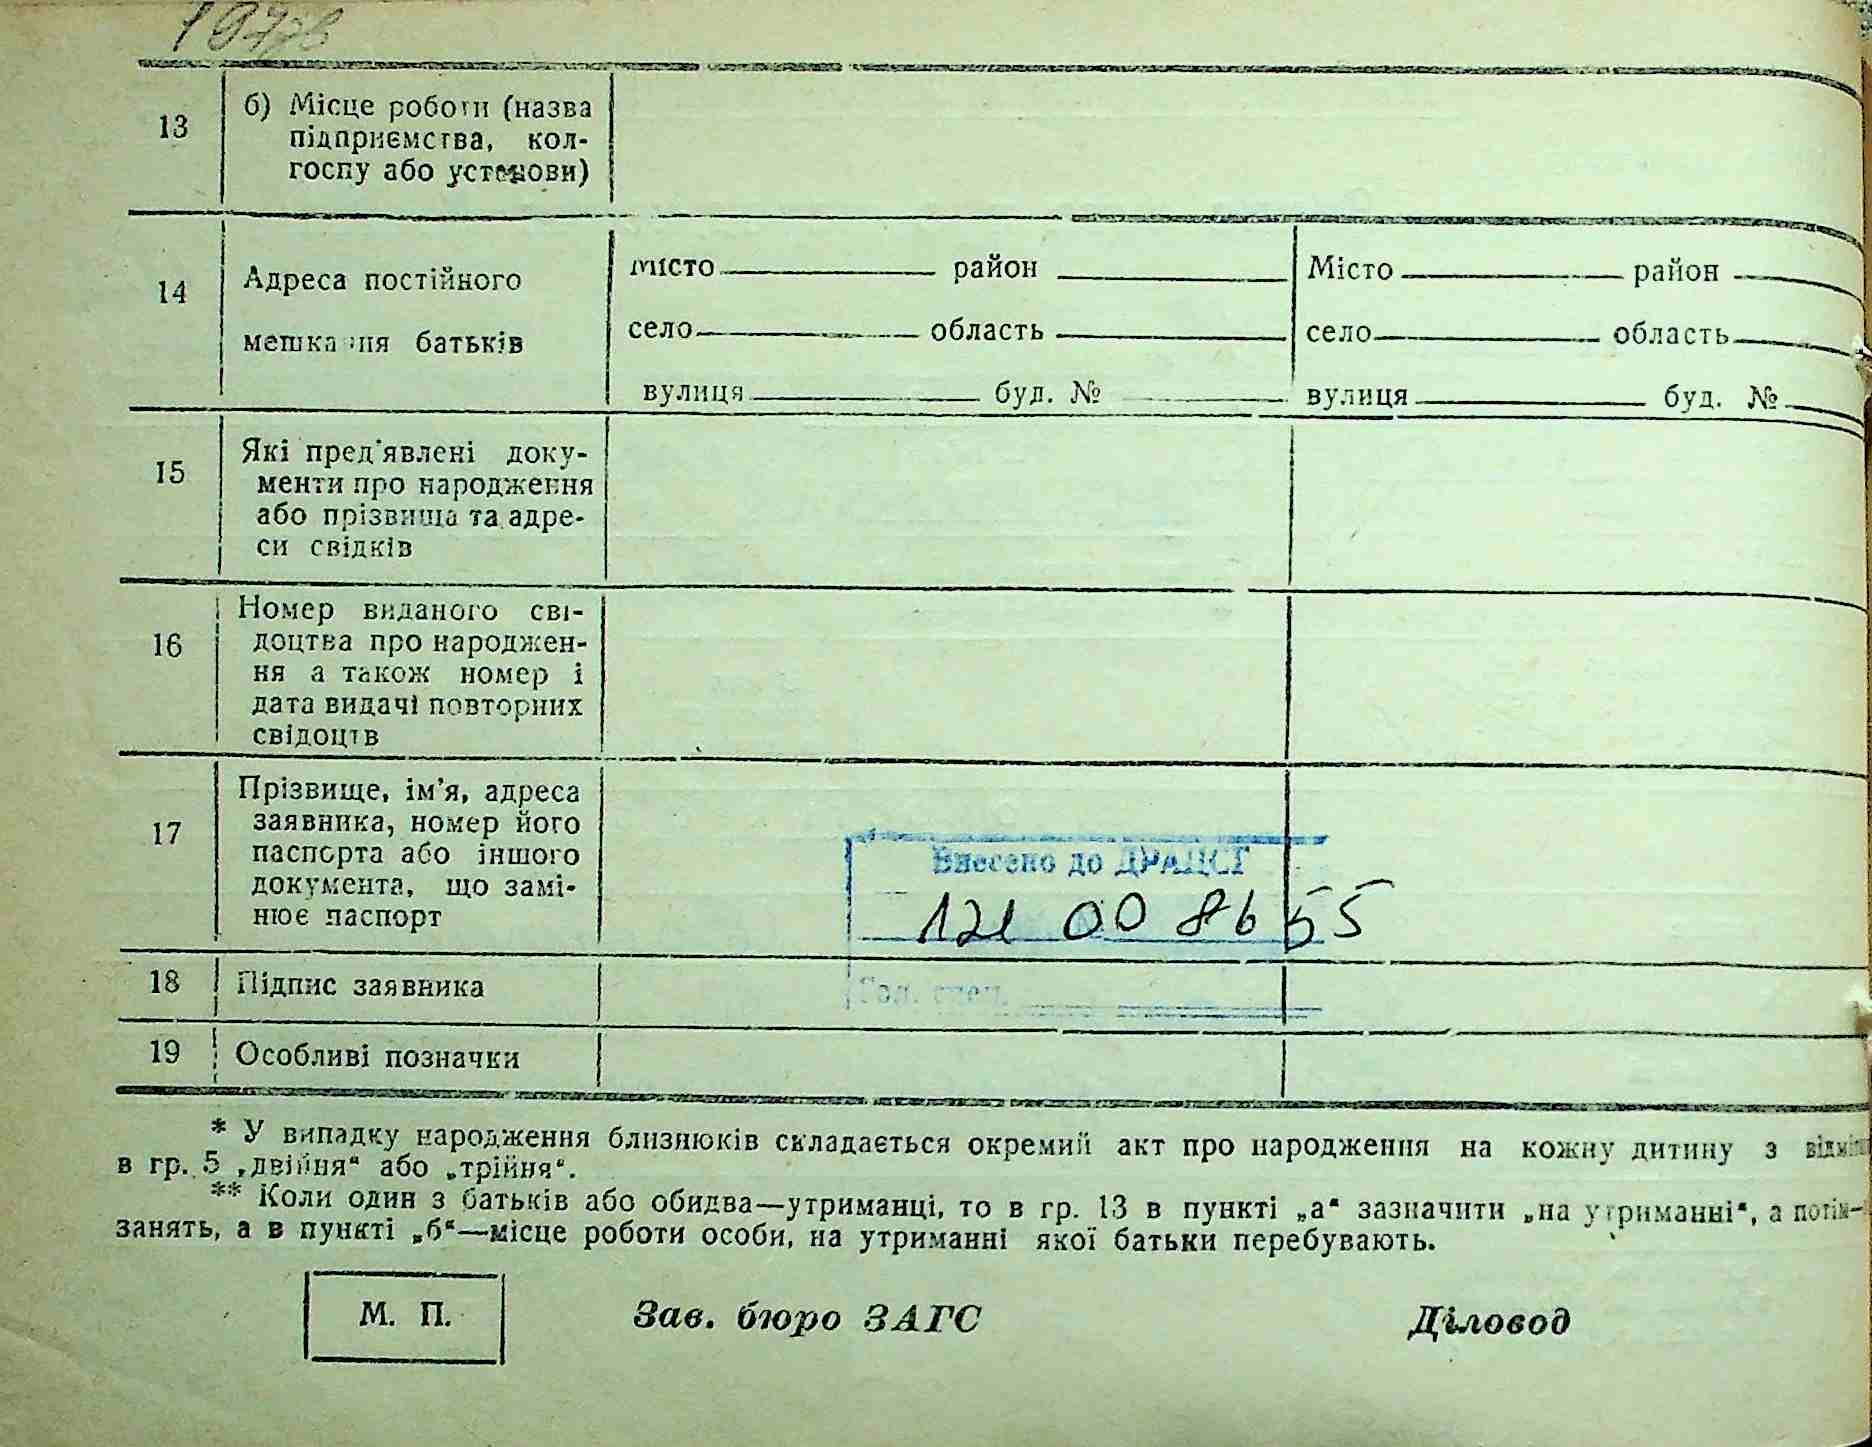 13
б) Місце роботи (назва
підприємства, кол-
госпу або установи)
14
Адреса постійного
мешкання батьків
місто район
село область
вулиця буд. №
Місто район
село область
вулиця буд. №
15
Які пред'явлені доку-
менти про народження
або прізвища та адре-
си свідків
16
Номер виданого сві-
доцтва про народжен-
ня а також номер і
дата видачі повторних
свідоцтв
17
Прізвище, ім'я, адреса
заявника, номер його
паспорта або іншого
документа, що замі-
нює паспорт
Внесено до ДРАЦСГ
121 00 8655
Гол. спец.
18
Підпис заявника
19
Особливі позначки
* У випадку народження близнюків складається окремий акт про народження на кожну дитину з
в гр. 5 „двійня“ або „трійня“.
** Коли один з батьків або обидва—утриманці, то в гр. 13 в пункті „а“ зазначити „на утриманні“, а потім
занять, а в пункті „б“—місце роботи особи, на утриманні якої батьки перебувають.
М. П.
Зав. бюро ЗАГС
Діловод